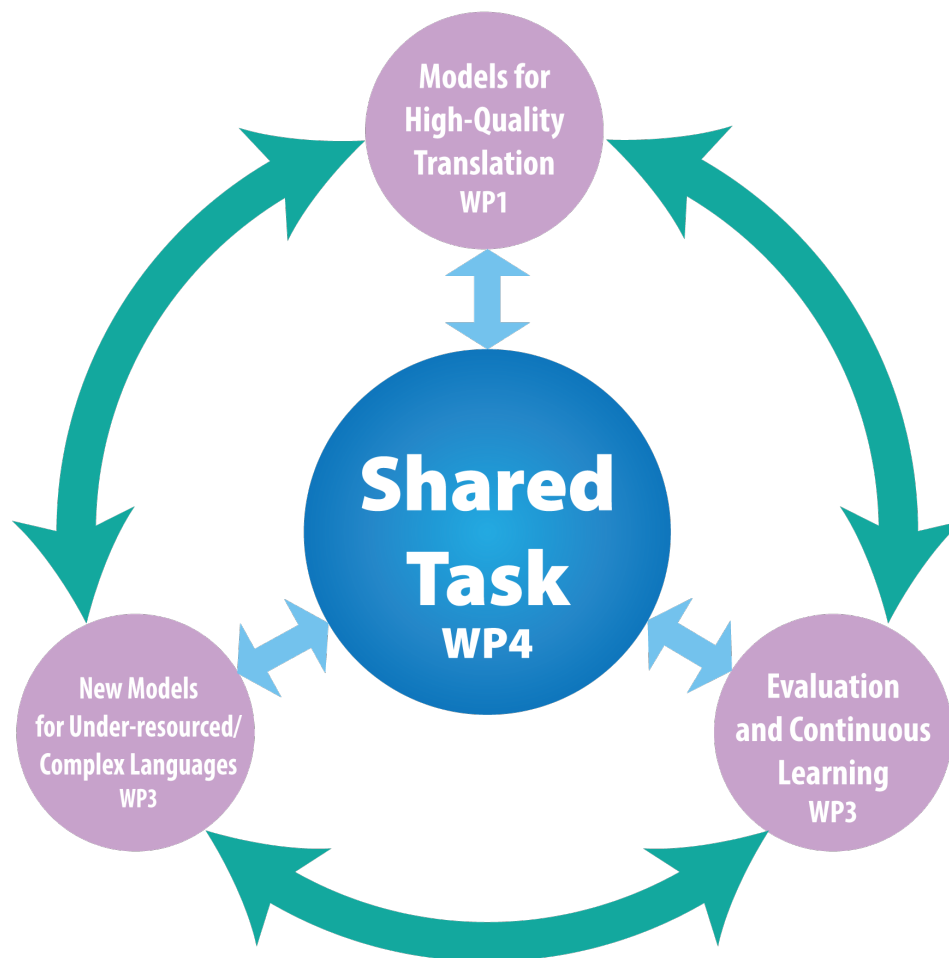 Models for
High-Quality
Translation
WP1
Shared
Task
WP4
New Models
for Under-resourced/
Complex Languages
WP3
Evaluation
and Continuous
Learning
WP3